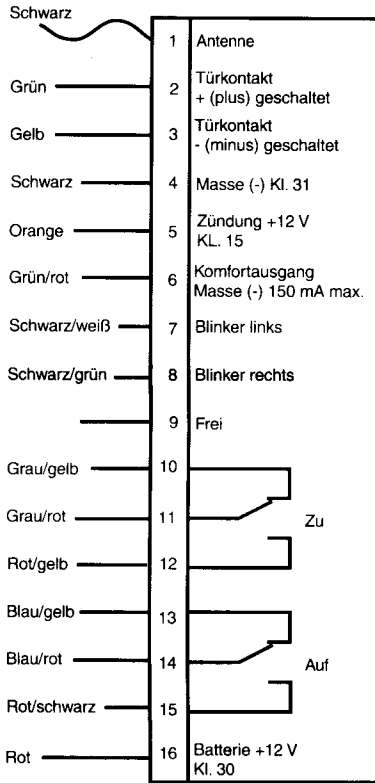 Schwarz
1 Antenne
Grün 2 Türkontakt
+ (plus) geschaltet
Gelb 3 Türkontakt
- (minus) geschaltet
Schwarz 4 Masse (-) Kl. 31
Orange 5 Zündung +12 V
KL. 15
Grün/rot 6 Komfortausgang
Masse (-) 150 mA max.
Schwarz/weiß 7 Blinker links
Schwarz/grün 8 Blinker rechts
9 Frei
Grau/gelb 10
Grau/rot 11 Zu
Rot/gelb 12
Blau/gelb 13
Blau/rot 14 Auf
Rot/schwarz 15
Rot 16 Batterie +12 V
Kl. 30